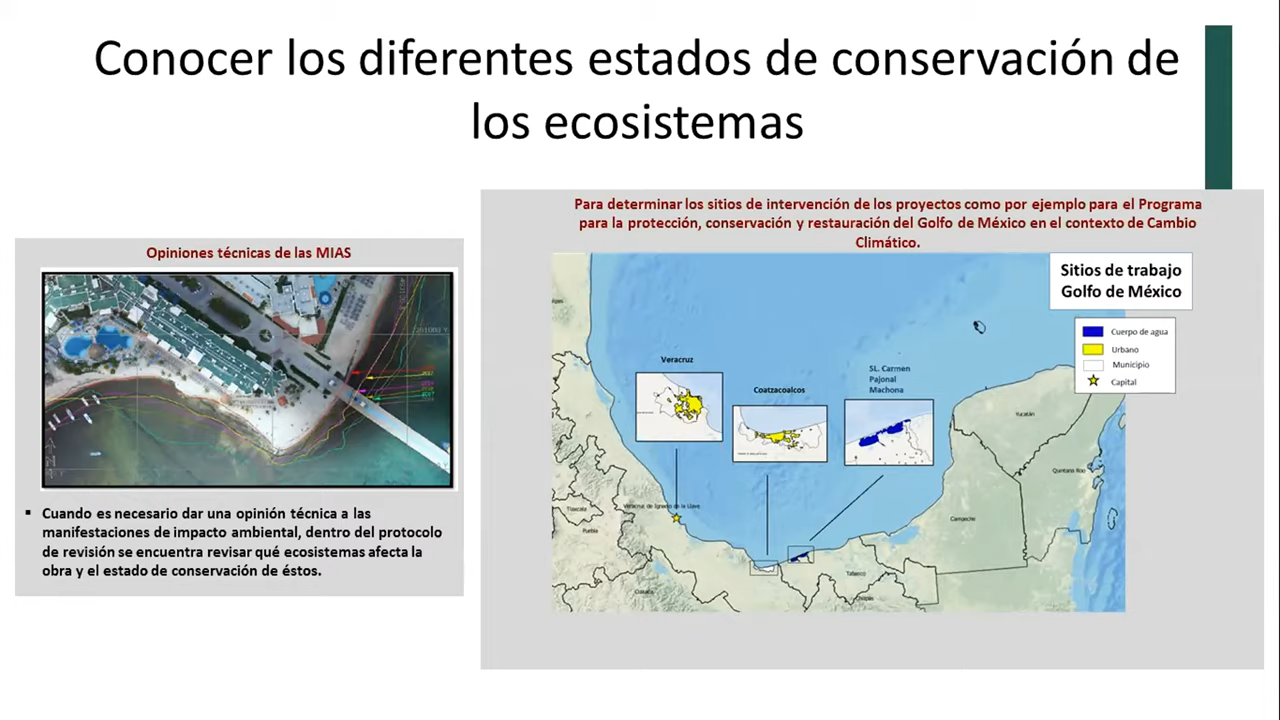 Conocer los diferentes estados de conservación de
los ecosistemas
Opiniones técnicas de las MIAS
Cuando es necesario dar una opinión técnica a las
manifestaciones de impacto ambiental, dentro del protocolo
de revisión se encuentra revisar qué ecosistemas afecta la
obra y el estado de conservación de éstos.
Para determinar los sitios de intervención de los proyectos como por ejemplo para el Programa
para la protección, conservación y restauración del Golfo de México en el contexto de Cambio
Climático.
Sitios de trabajo
Golfo de México
Cuerpo de agua
Urbano
Municipio
Capital
Veracruz
Coatzacoalcos
SL. Carmen
Pajonal
Machona
Yucatán
Quintana Roo
Campeche
Veracruz de Ignacio de la Llave
Tlaxcala
Puebla
Oaxaca
Tabasco
Chiapas